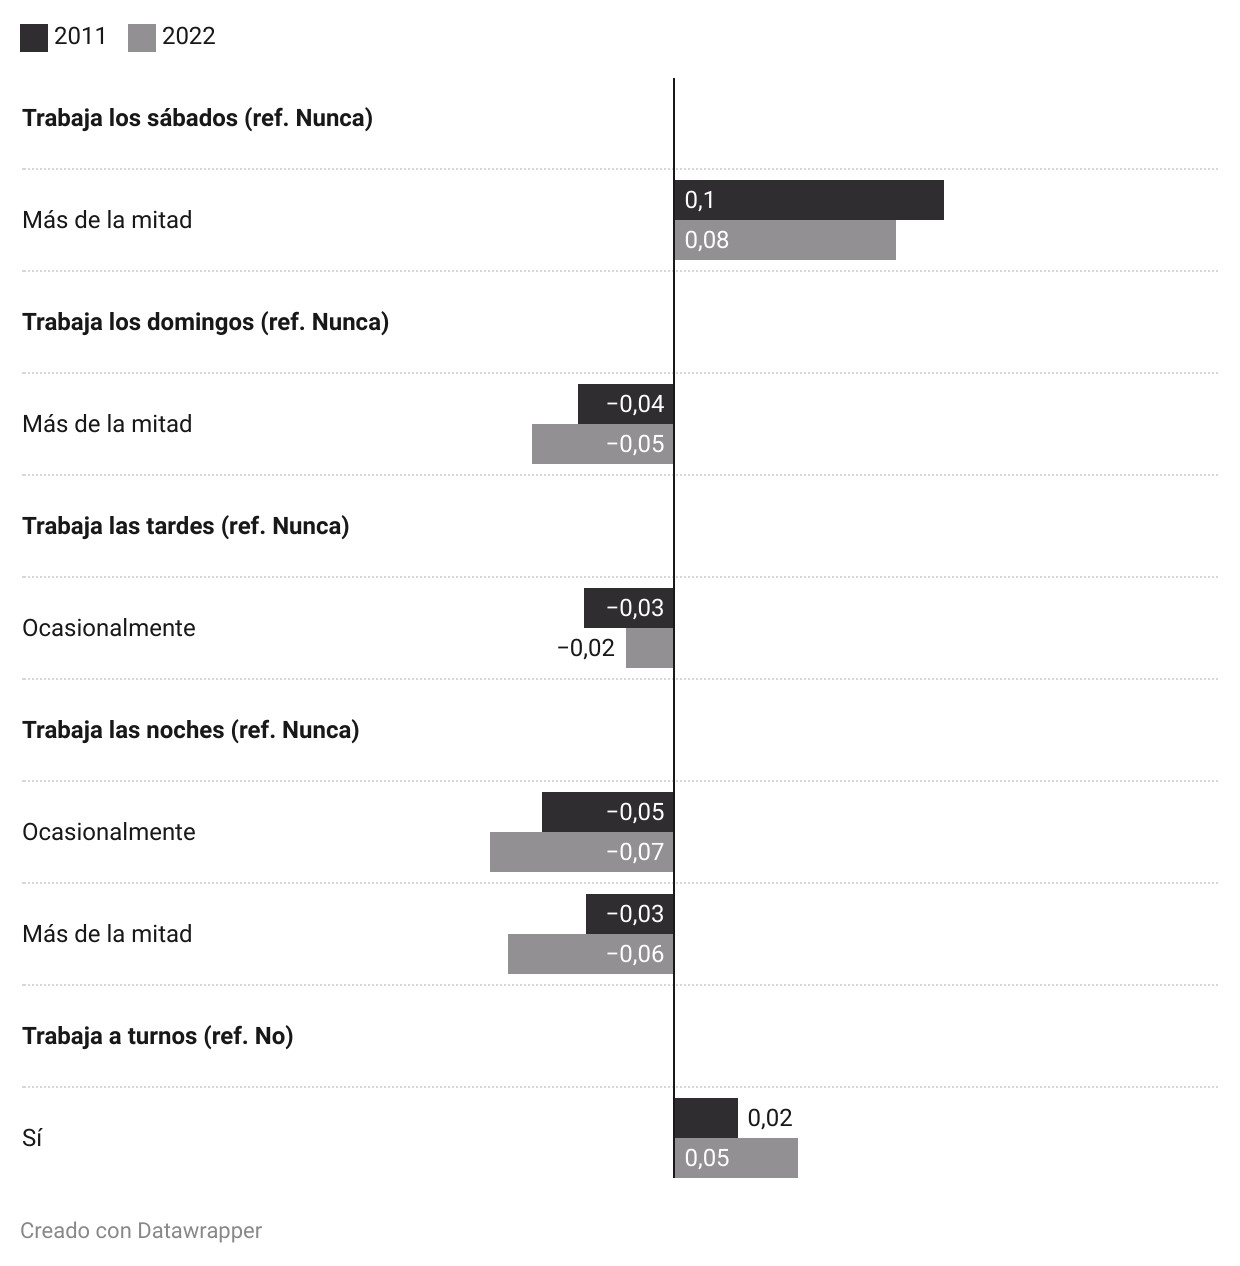 2011 2022
Trabaja los sábados (ref. Nunca)
Más de la mitad
0,1
0,08
Trabaja los domingos (ref. Nunca)
Más de la mitad
−0,04
−0,05
Trabaja las tardes (ref. Nunca)
Ocasionalmente
−0,03
−0,02
Trabaja las noches (ref. Nunca)
Ocasionalmente
−0,05
−0,07
Más de la mitad
−0,03
−0,06
Trabaja a turnos (ref. No)
Sí
0,02
0,05
Creado con Datawrapper